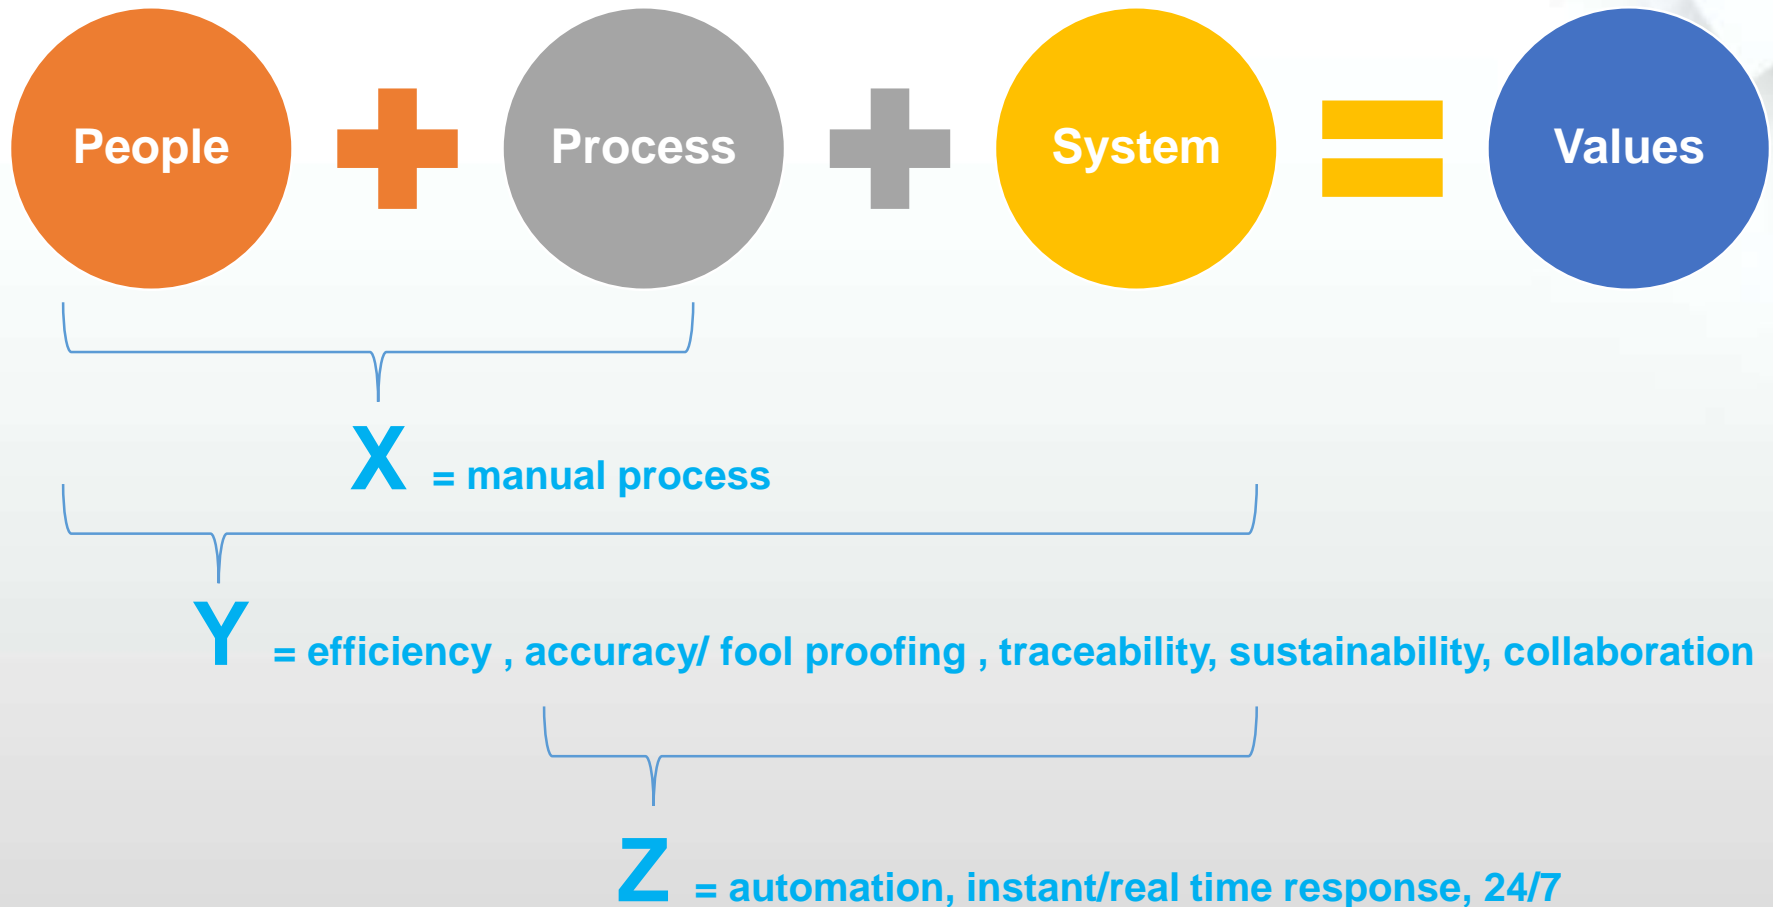 People + Process + System = Values
X = manual process
Y = efficiency , accuracy/ fool proofing , traceability, sustainability, collaboration
Z = automation, instant/real time response, 24/7